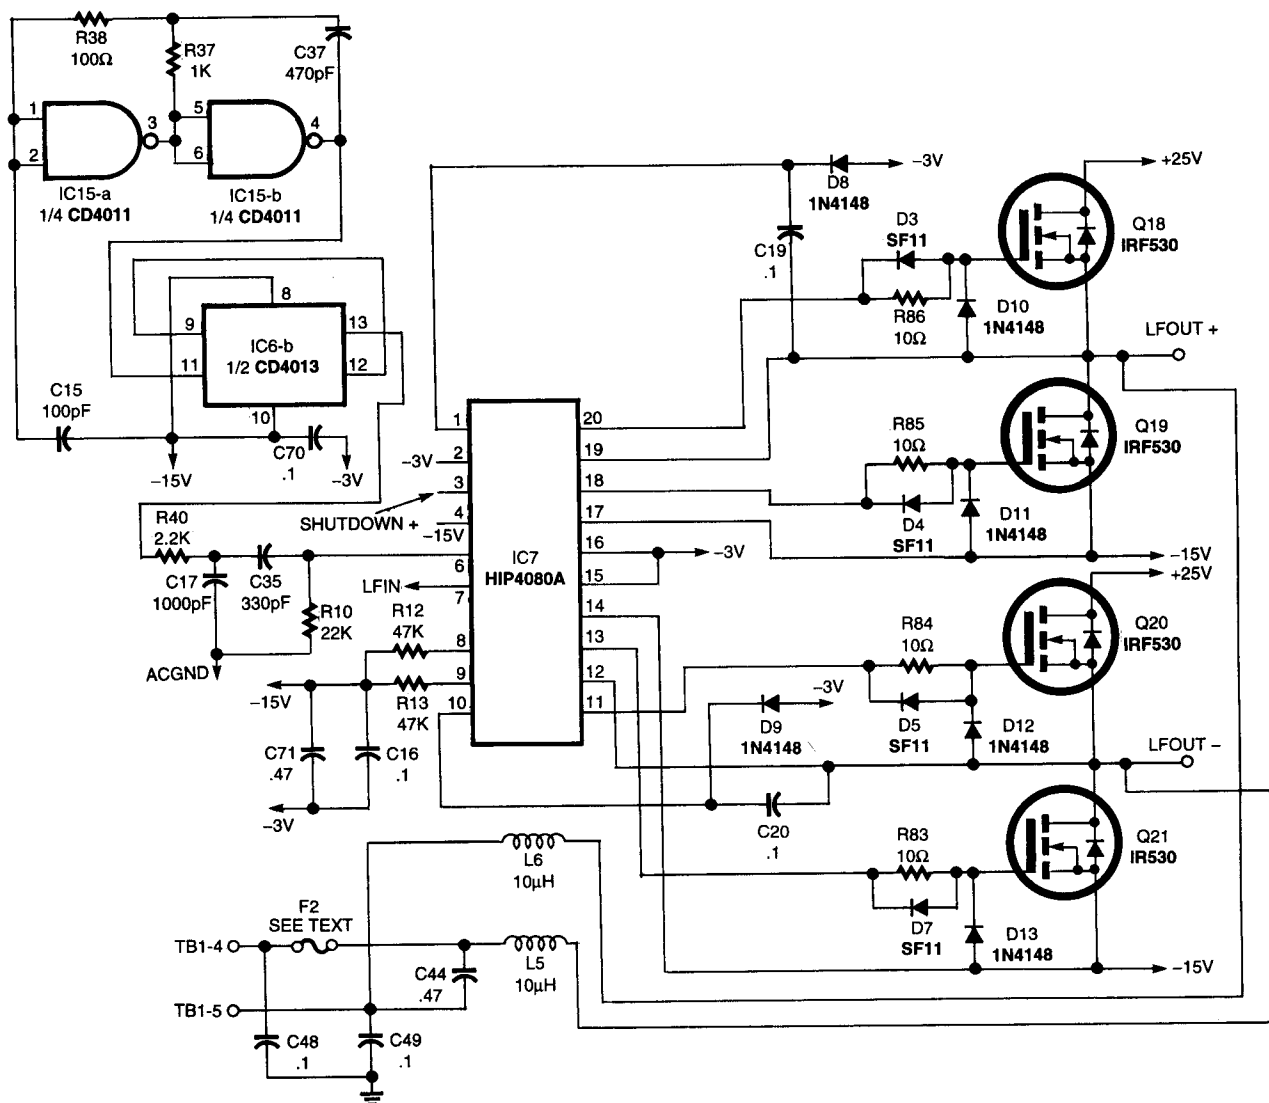 R38
100Ω
R37
1K
C37
470pF
1
2
3
5
6
4
IC15-a
1/4 CD4011
IC15-b
1/4 CD4011
8
9
13
IC6-b
1/2 CD4013
11
12
10
C15
100pF
–15V
C70
.1
–3V
D8
1N4148
–3V
C19
.1
D3
SF11
R86
10Ω
D10
1N4148
+25V
Q18
IRF530
LFOUT +
R85
10Ω
D4
SF11
D11
1N4148
Q19
IRF530
–15V
1
–3V
2
3
SHUTDOWN +
4
–15V
6
LFIN
7
8
9
10
IC7
HIP4080A
20
19
18
17
16
–3V
15
14
13
12
11
R40
2.2K
C17
1000pF
C35
330pF
R10
22K
ACGND
R12
47K
R13
47K
–15V
C71
.47
C16
.1
–3V
+25V
R84
10Ω
D5
SF11
D12
1N4148
Q20
IRF530
–3V
D9
1N4148
LFOUT –
C20
.1
R83
10Ω
D7
SF11
D13
1N4148
Q21
IR530
–15V
L6
10µH
F2
SEE TEXT
TB1-4
C44
.47
L5
10µH
TB1-5
C48
.1
C49
.1